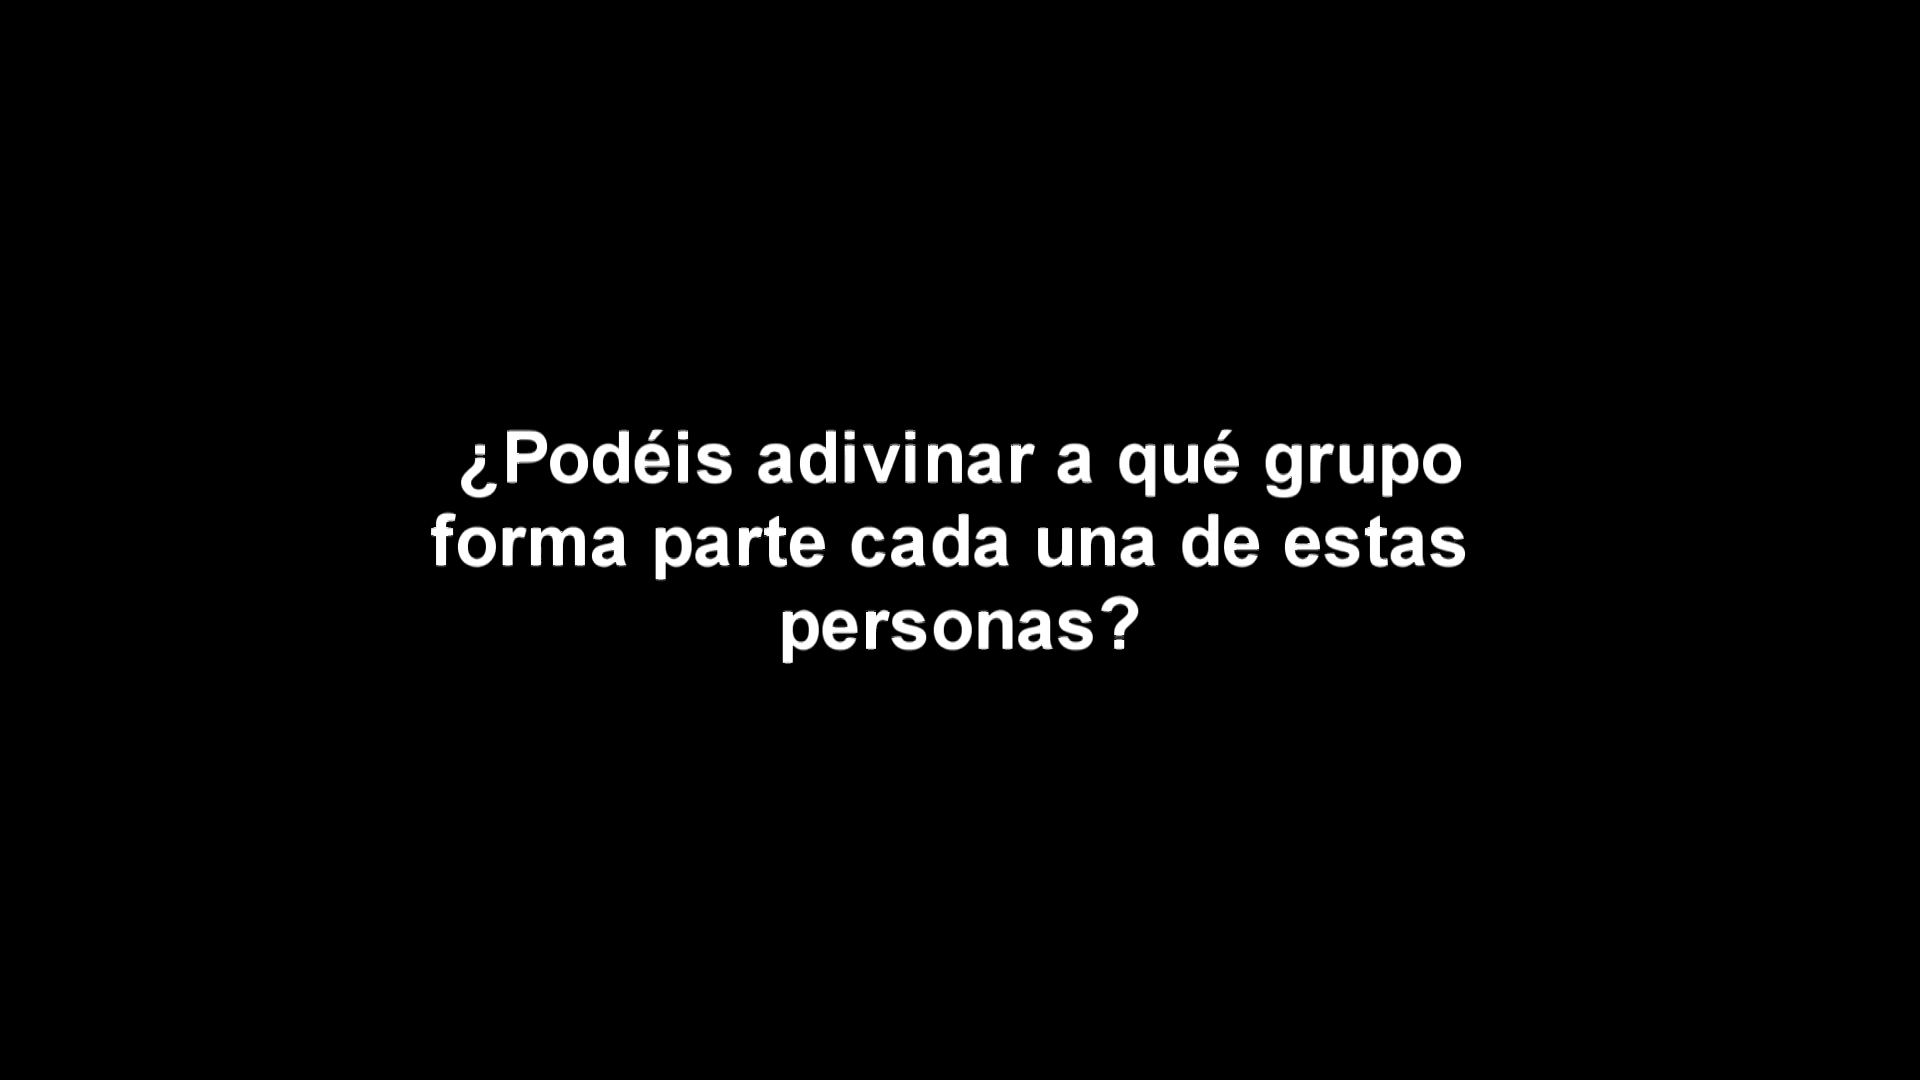 ¿Podéis adivinar a qué grupo
forma parte cada una de estas
personas?